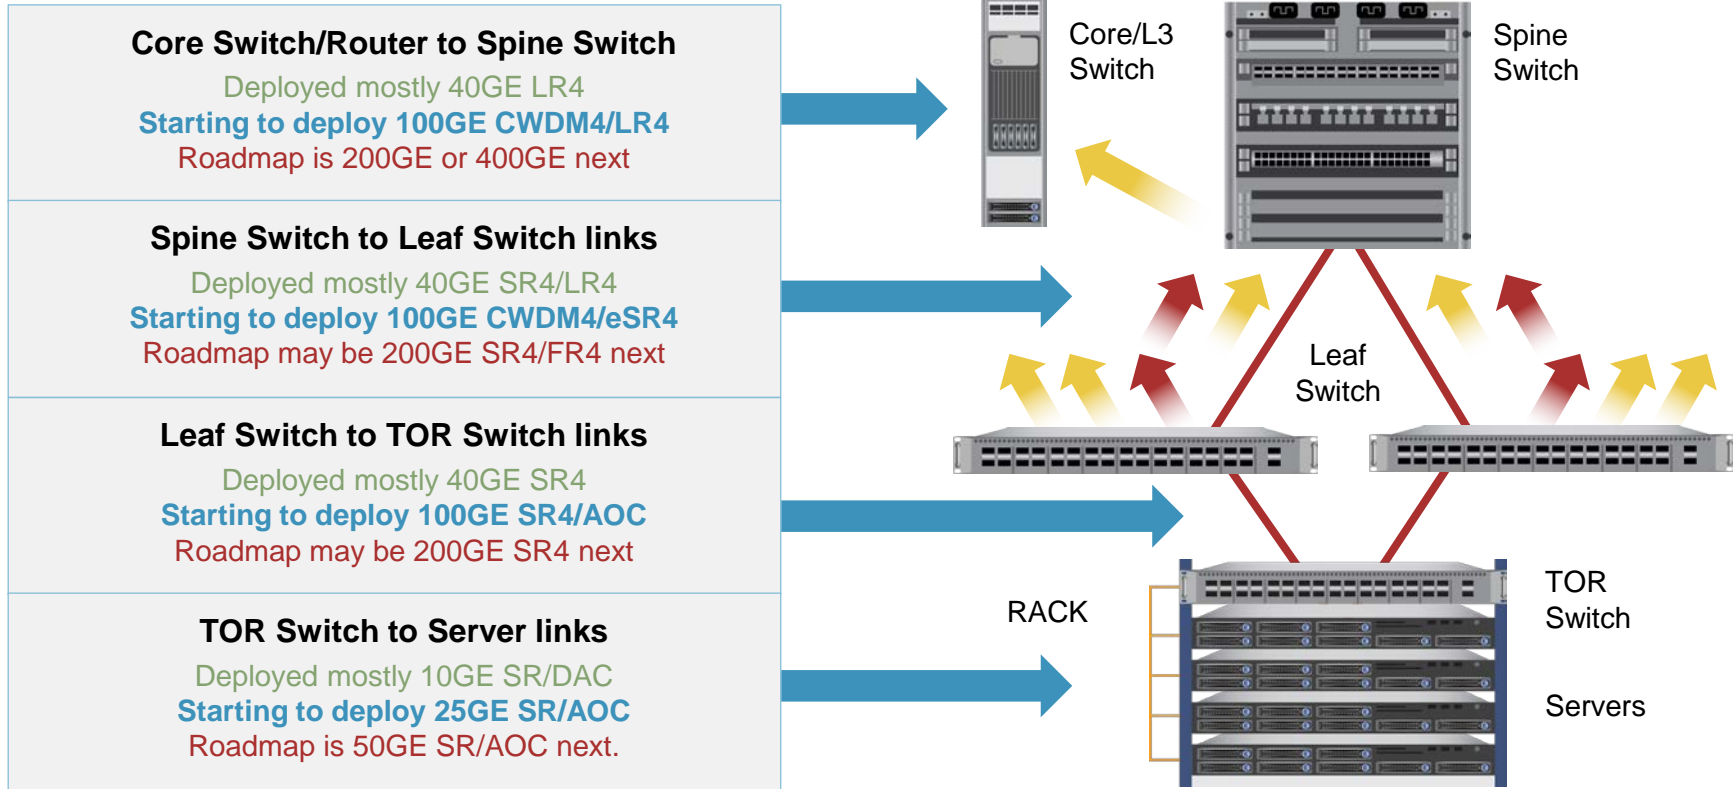 Core Switch/Router to Spine Switch
Deployed mostly 40GE LR4
Starting to deploy 100GE CWDM4/LR4
Roadmap is 200GE or 400GE next
Spine Switch to Leaf Switch links
Deployed mostly 40GE SR4/LR4
Starting to deploy 100GE CWDM4/eSR4
Roadmap may be 200GE SR4/FR4 next
Leaf Switch to TOR Switch links
Deployed mostly 40GE SR4
Starting to deploy 100GE SR4/AOC
Roadmap may be 200GE SR4 next
TOR Switch to Server links
Deployed mostly 10GE SR/DAC
Starting to deploy 25GE SR/AOC
Roadmap is 50GE SR/AOC next.
Core/L3
Switch
Spine
Switch
Leaf
Switch
RACK
TOR
Switch
Servers